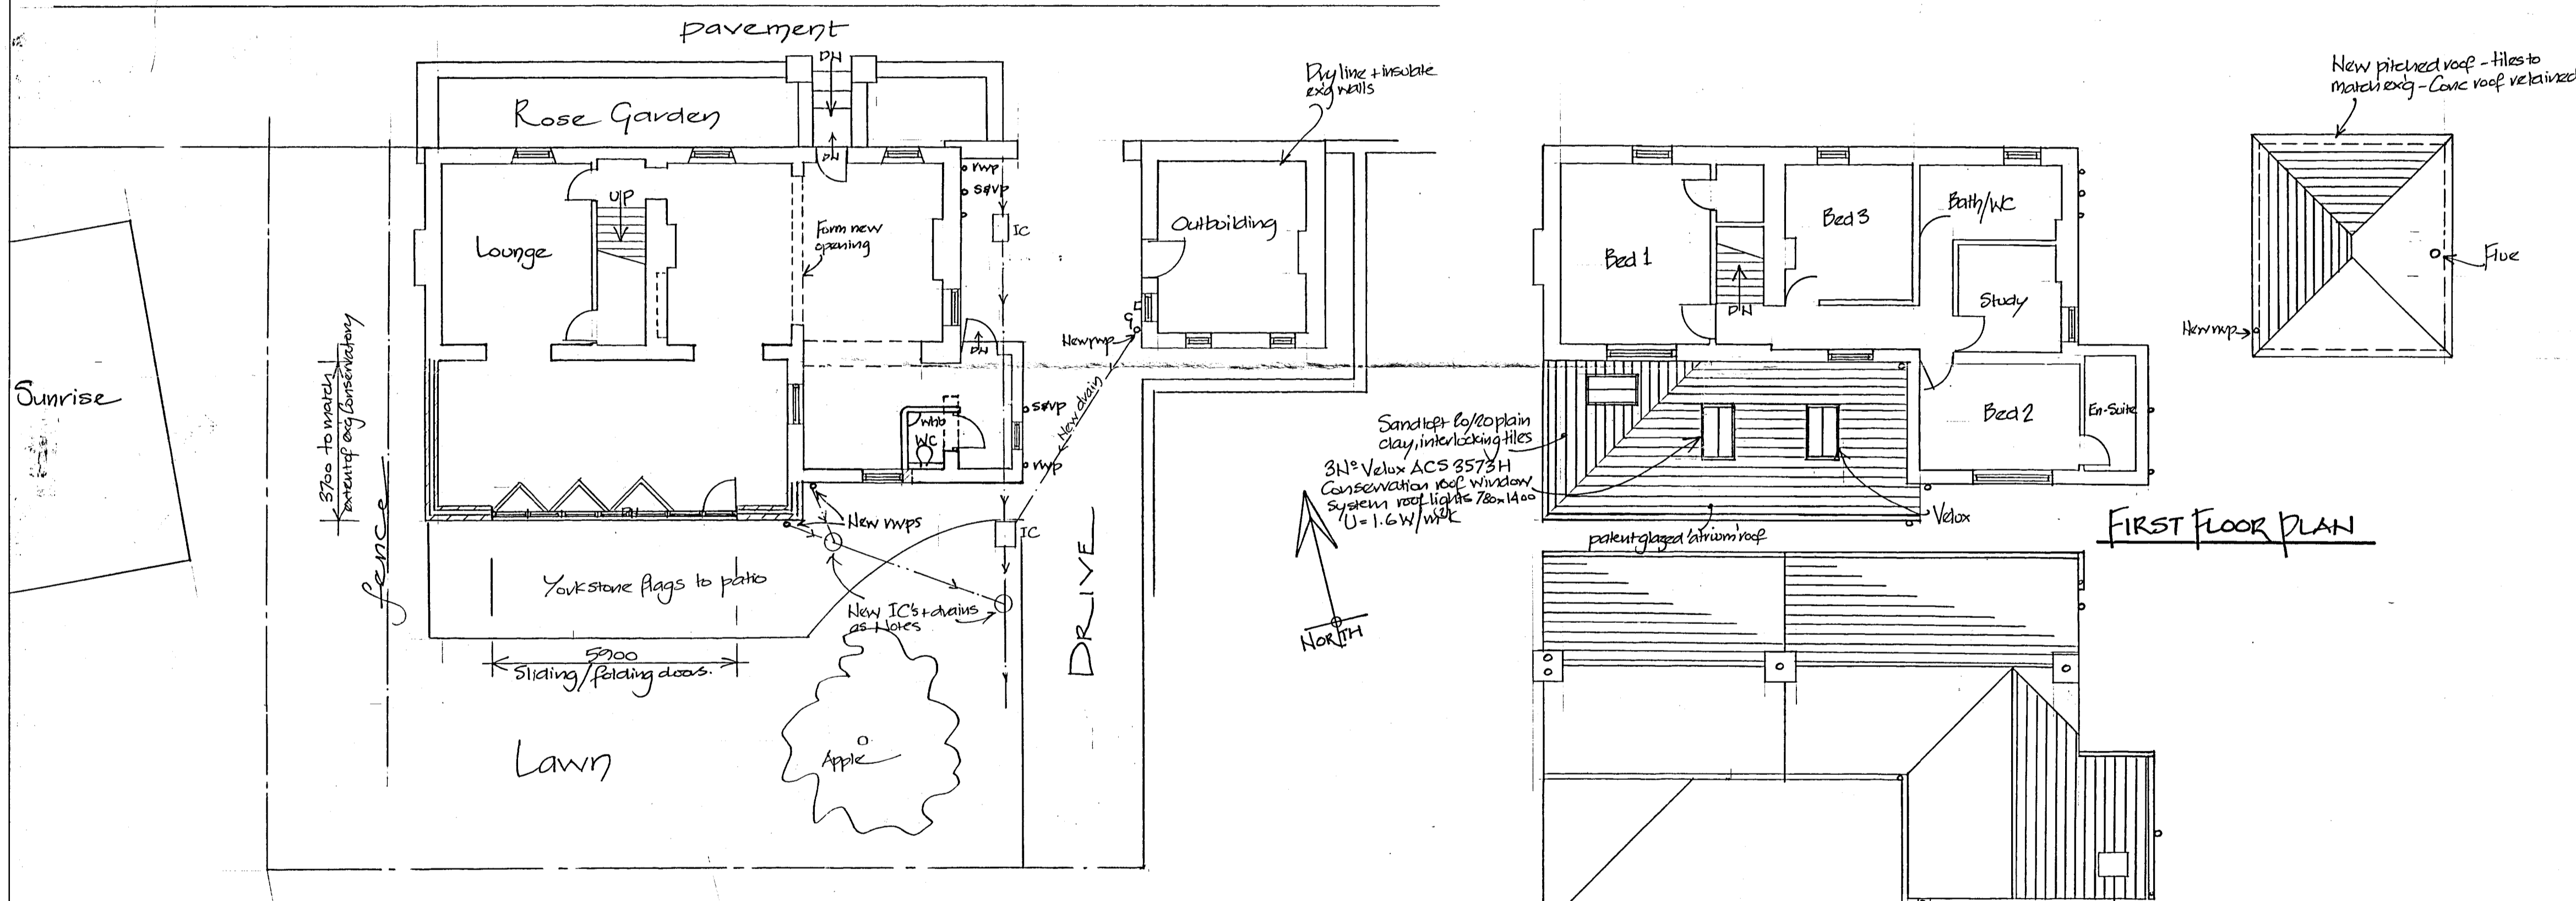 pavement
DN
Rose Garden
DN
rwp
s&vp
IC
UP
Lounge
Form new
opening
DN
Sunrise
3700 to match
extent of exg Conservatory
fence
whb
WC
s&vp
rwp
New rwps
IC
Yorkstone flags to patio
New IC's + drains
as Notes
5900
Sliding/folding doors.
Lawn
Apple
DRIVE
New drain
New rwp
G
Outbuilding
Dry line + insulate
exg walls
NORTH
Bed 1
Bed 3
Bath/WC
Study
DN
Bed 2
En-Suite
Sandtoft 20/20 plain
clay, interlocking tiles
3Nº Velux ACS 3573H
Conservation roof window
system roof lights 780x1400
U = 1.6 W/m²K
Velux
patent glazed 'atrium' roof
FIRST FLOOR PLAN
New pitched roof - tiles to
match exg - Conc roof retained
Flue
New rwp